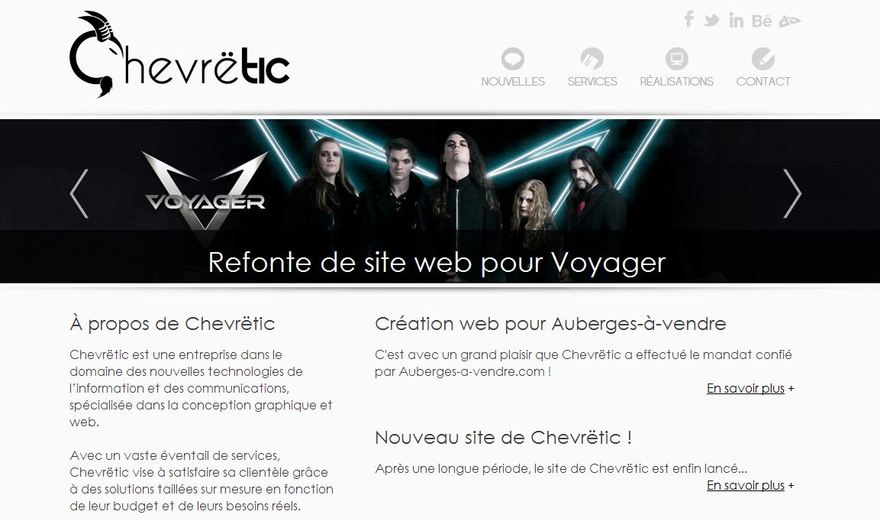 Chevrëtic
Bē
NOUVELLES SERVICES RÉALISATIONS CONTACT
VOYAGER
Refonte de site web pour Voyager
À propos de Chevrëtic
Chevrëtic est une entreprise dans le
domaine des nouvelles technologies de
l'information et des communications,
spécialisée dans la conception graphique et
web.
Avec un vaste éventail de services,
Chevrëtic vise à satisfaire sa clientèle grâce
à des solutions taillées sur mesure en fonction
de leur budget et de leurs besoins réels.
Création web pour Auberges-à-vendre
C'est avec un grand plaisir que Chevrëtic a effectué le mandat confié
par Auberges-a-vendre.com !
En savoir plus +
Nouveau site de Chevrëtic !
Après une longue période, le site de Chevrëtic est enfin lancé...
En savoir plus +